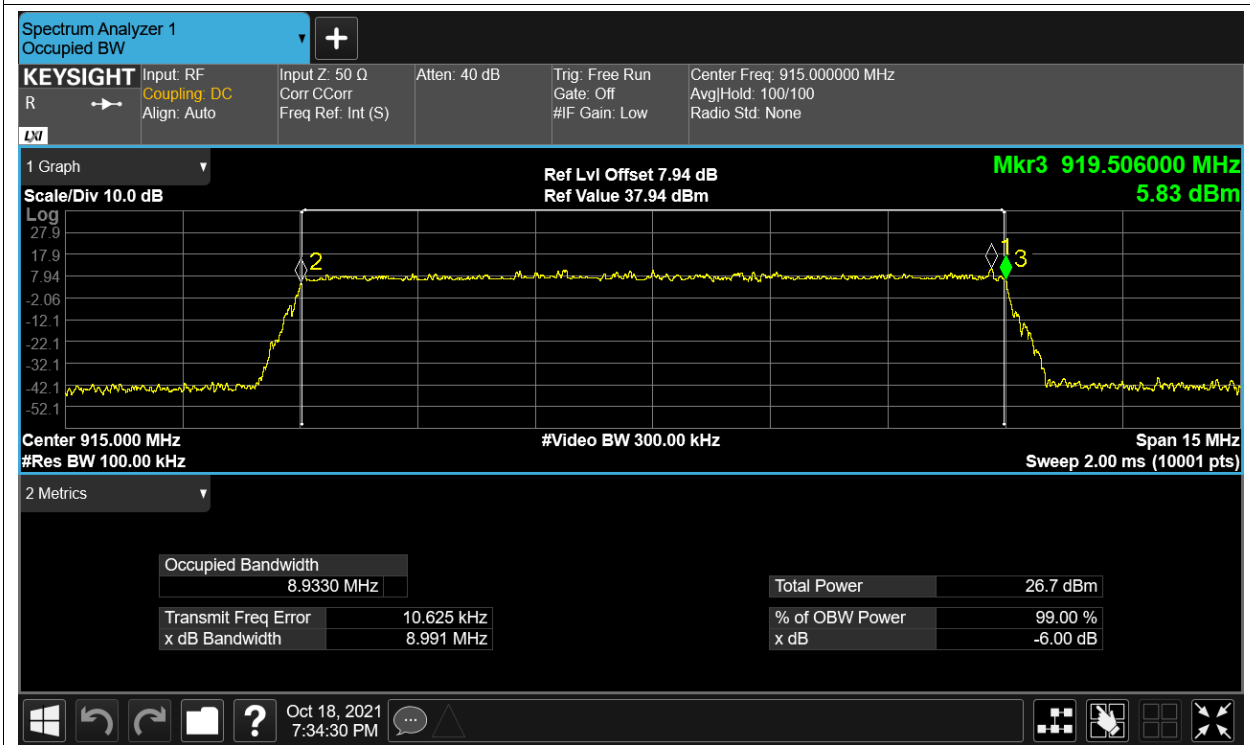 Spectrum Analyzer 1
Occupied BW
KEYSIGHT
R
LXI
Input: RF
Coupling: DC
Align: Auto
Input Z: 50 Ω
Corr CCorr
Freq Ref: Int (S)
Atten: 40 dB
Trig: Free Run
Gate: Off
#IF Gain: Low
Center Freq: 915.000000 MHz
Avg|Hold: 100/100
Radio Std: None
1 Graph
Scale/Div 10.0 dB
Ref Lvl Offset 7.94 dB
Ref Value 37.94 dBm
Mkr3 919.506000 MHz
5.83 dBm
Log
27.9
17.9
7.94
-2.06
-12.1
-22.1
-32.1
-42.1
-52.1
2
1
3
Center 915.000 MHz
#Video BW 300.00 kHz
Span 15 MHz
#Res BW 100.00 kHz
Sweep 2.00 ms (10001 pts)
2 Metrics
Occupied Bandwidth
8.9330 MHz
Transmit Freq Error 10.625 kHz
x dB Bandwidth 8.991 MHz
Total Power 26.7 dBm
% of OBW Power 99.00 %
x dB -6.00 dB
Oct 18, 2021
7:34:30 PM